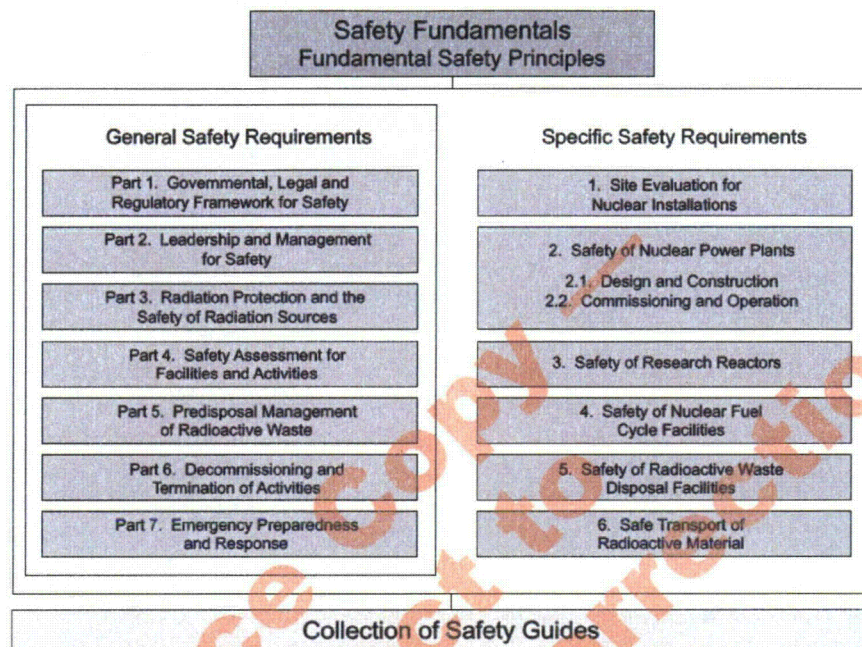 Safety Fundamentals
Fundamental Safety Principles
General Safety Requirements
Part 1. Governmental, Legal and
Regulatory Framework for Safety
Part 2. Leadership and Management
for Safety
Part 3. Radiation Protection and the
Safety of Radiation Sources
Part 4. Safety Assessment for
Facilities and Activities
Part 5. Predisposal Management
of Radioactive Waste
Part 6. Decommissioning and
Termination of Activities
Part 7. Emergency Preparedness
and Response
Specific Safety Requirements
1. Site Evaluation for
Nuclear Installations
2. Safety of Nuclear Power Plants
2.1. Design and Construction
2.2. Commissioning and Operation
3. Safety of Research Reactors
4. Safety of Nuclear Fuel
Cycle Facilities
5. Safety of Radioactive Waste
Disposal Facilities
6. Safe Transport of
Radioactive Material
Collection of Safety Guides
ce Copy —
ct to
orrectio